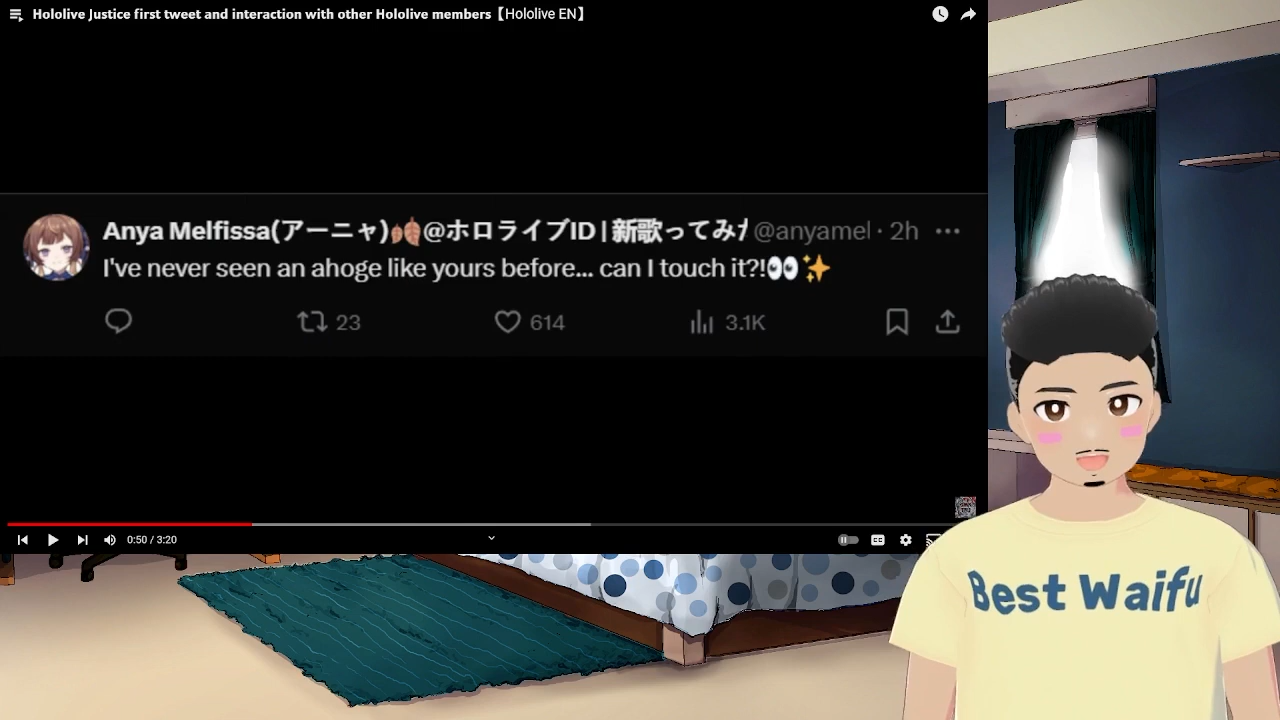 Hololive Justice first tweet and interaction with other Hololive members【Hololive EN】
Anya Melfissa(アーニャ)🍂@ホロライブID | 新歌ってみ @anyamel · 2h
I've never seen an ahoge like yours before... can I touch it?!👀✨
23 614 3.1K
0:50 / 3:20
Best Waifu